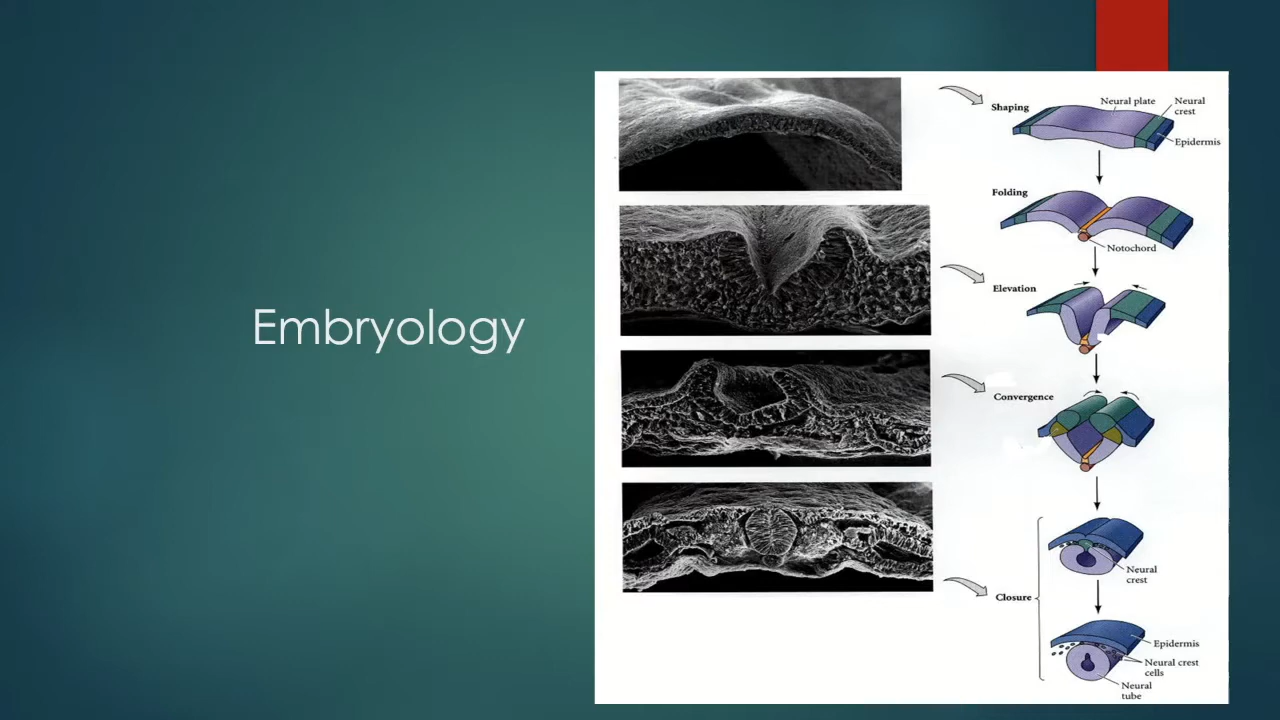 Embryology
Shaping
Neural plate
Neural
crest
Epidermis
Folding
Notochord
Elevation
Convergence
Neural
crest
Closure
Epidermis
Neural crest
cells
Neural
tube